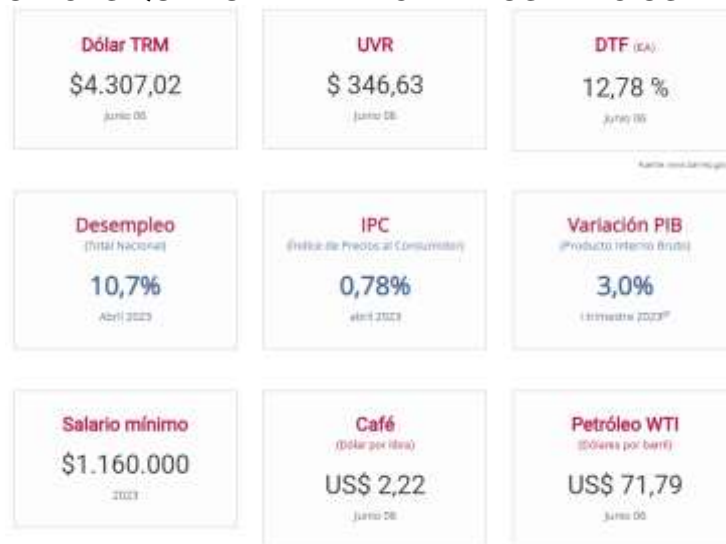 Dólar TRM
$4.307,02
Junio 06
UVR
$ 346,63
Junio 06
DTF (EA)
12,78 %
Junio 06
Desempleo
(Total Nacional)
10,7%
Abril 2023
IPC
(Índice de Precios al Consumidor)
0,78%
abril 2023
Variación PIB
(Producto Interno Bruto)
3,0%
I trimestre 2023
Salario mínimo
$1.160.000
2023
Café
(Dólar por libra)
US$ 2,22
Junio 06
Petróleo WTI
(Dólares por barril)
US$ 71,79
Junio 06